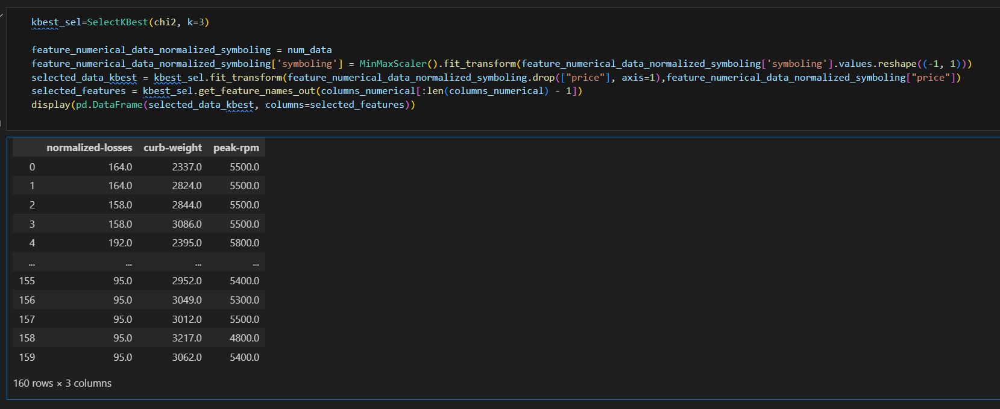 kbest_sel=SelectKBest(chi2, k=3)
feature_numerical_data_normalized_symboling = num_data
feature_numerical_data_normalized_symboling['symboling'] = MinMaxScaler().fit_transform(feature_numerical_data_normalized_symboling['symboling'].values.reshape((-1, 1)))
selected_data_kbest = kbest_sel.fit_transform(feature_numerical_data_normalized_symboling.drop(["price"], axis=1),feature_numerical_data_normalized_symboling["price"])
selected_features = kbest_sel.get_feature_names_out(columns_numerical[:len(columns_numerical) - 1])
display(pd.DataFrame(selected_data_kbest, columns=selected_features))
normalized-losses curb-weight peak-rpm
0 164.0 2337.0 5500.0
1 164.0 2824.0 5500.0
2 158.0 2844.0 5500.0
3 158.0 3086.0 5500.0
4 192.0 2395.0 5800.0
... ... ... ...
155 95.0 2952.0 5400.0
156 95.0 3049.0 5300.0
157 95.0 3012.0 5500.0
158 95.0 3217.0 4800.0
159 95.0 3062.0 5400.0
160 rows × 3 columns